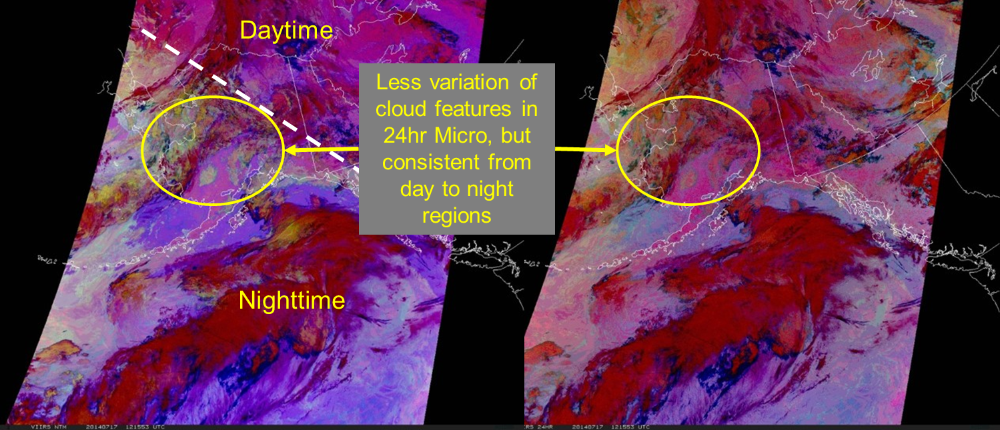 Daytime
Less variation of
cloud features in
24hr Micro, but
consistent from
day to night
regions
Nighttime
VIIRS NTM 20140717 121553 UTC
RS 24HR 20140717 121553 UTC